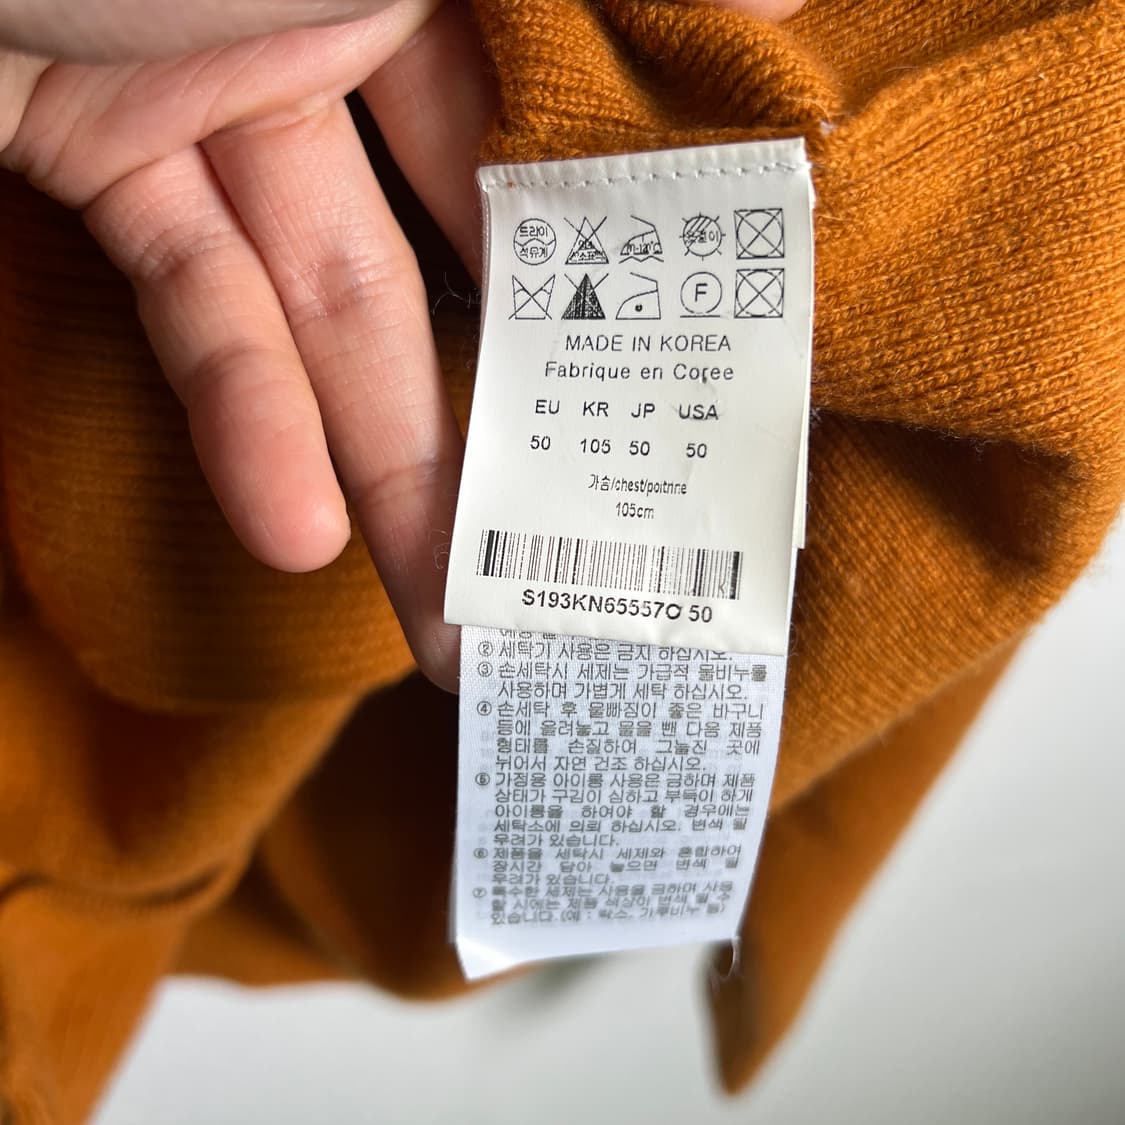 드라이
석유계
염소표백
옷걸이
F
MADE IN KOREA
Fabrique en Coree
EU KR JP USA
50 105 50 50
가슴/chest/poitrine
105cm
S193KN65557O 50
② 세탁기 사용은 금지 하십시오.
③ 손세탁시 세제는 가급적 물비누를
사용하며 가볍게 세탁 하십시오.
④ 손세탁 후 물빠짐이 좋은 바구니
등에 올려놓고 물을 뺀 다음 제품
형태를 손질하여 그늘진 곳에
뉘어서 자연 건조 하십시오.
⑤ 가정용 아이롱 사용은 금하며 제품
상태가 구김이 심하고 부득이 하게
아이롱을 하여야 할 경우에는
세탁소에 의뢰 하십시오. 변색 될
우려가 있습니다.
⑥ 제품을 세탁시 세제와 혼합하여
장시간 담아 놓으면 변색 될
우려가 있습니다.
⑦ 특수한 세제는 사용을 금하며 사용
할 시에는 제품 색상이 변색 될 수
있습니다. (예 : 락스, 가루비누 등)